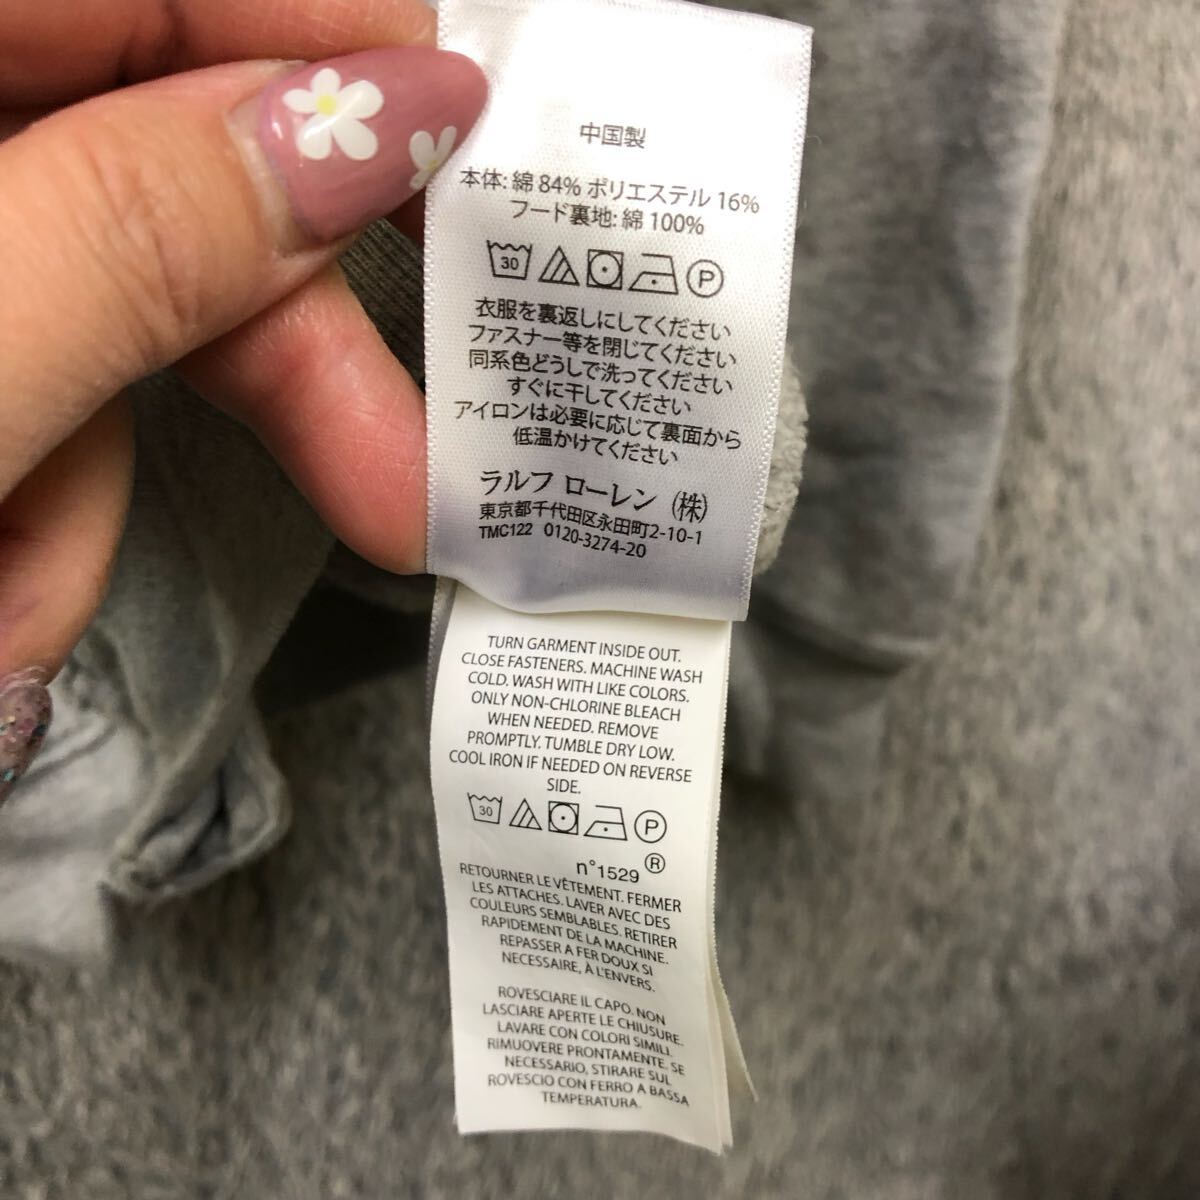 中国製
本体: 綿 84% ポリエステル 16%
フード裏地: 綿 100%
30 P
衣服を裏返しにしてください
ファスナー等を閉じてください
同系色どうしで洗ってください
すぐに干してください
アイロンは必要に応じて裏面から
低温かけてください
ラルフ ローレン (株)
東京都千代田区永田町2-10-1
TMC122 0120-3274-20
TURN GARMENT INSIDE OUT.
CLOSE FASTENERS. MACHINE WASH
COLD. WASH WITH LIKE COLORS.
ONLY NON-CHLORINE BLEACH
WHEN NEEDED. REMOVE
PROMPTLY. TUMBLE DRY LOW.
COOL IRON IF NEEDED ON REVERSE
SIDE.
30 P
n°1529 ®
RETOURNER LE VÊTEMENT. FERMER
LES ATTACHES. LAVER AVEC DES
COULEURS SEMBLABLES. RETIRER
RAPIDEMENT DE LA MACHINE.
REPASSER A FER DOUX SI
NECESSAIRE, À L'ENVERS.
ROVESCIARE IL CAPO. NON
LASCIARE APERTE LE CHIUSURE.
LAVARE CON COLORI SIMILI.
RIMUOVERE PRONTAMENTE. SE
NECESSARIO, STIRARE SUL
ROVESCIO CON FERRO A BASSA
TEMPERATURA.